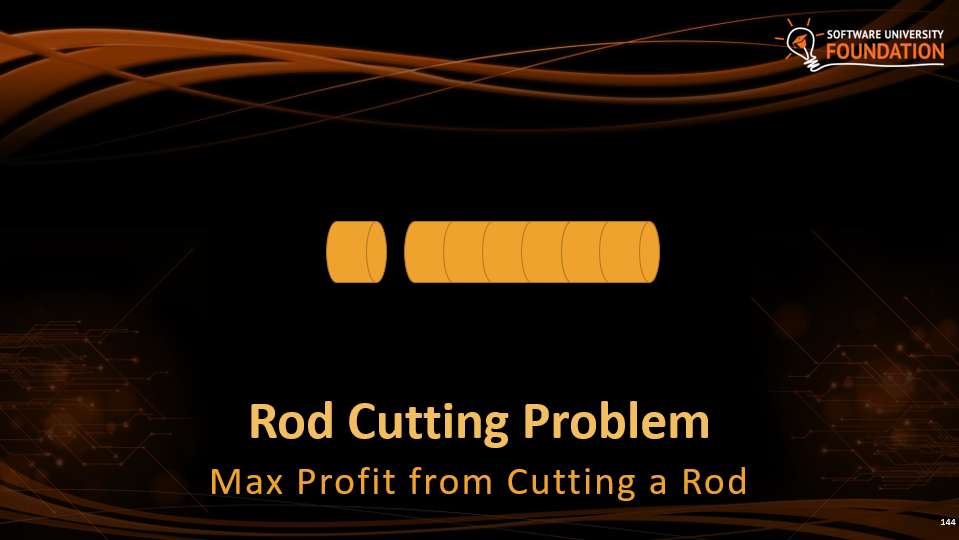 SOFTWARE UNIVERSITY
FOUNDATION
Rod Cutting Problem
Max Profit from Cutting a Rod
144